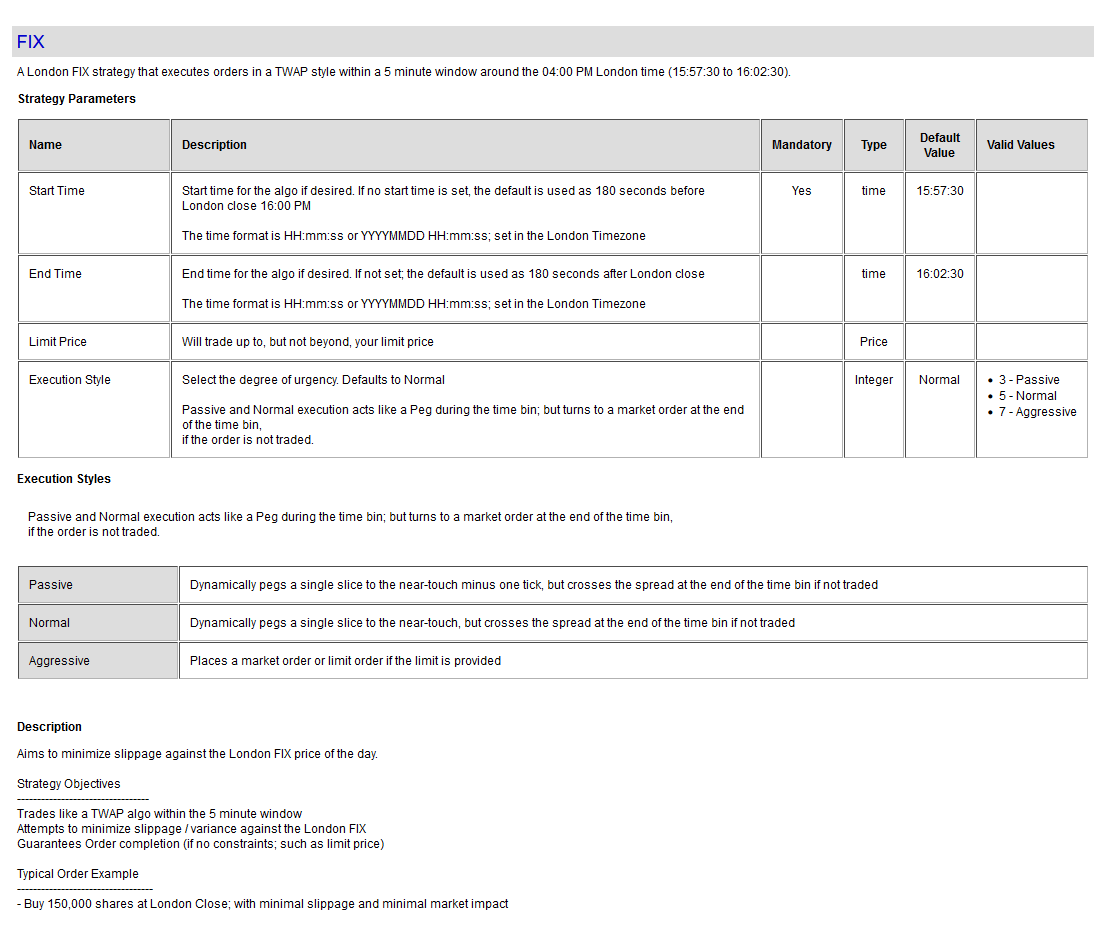 FIX
A London FIX strategy that executes orders in a TWAP style within a 5 minute window around the 04:00 PM London time (15:57:30 to 16:02:30).
Strategy Parameters
Name Description Mandatory Type Default Value Valid Values
Start Time
Start time for the algo if desired. If no start time is set, the default is used as 180 seconds before
London close 16:00 PM
The time format is HH:mm:ss or YYYYMMDD HH:mm:ss; set in the London Timezone
Yes
time
15:57:30
End Time
End time for the algo if desired. If not set; the default is used as 180 seconds after London close
The time format is HH:mm:ss or YYYYMMDD HH:mm:ss; set in the London Timezone
time
16:02:30
Limit Price
Will trade up to, but not beyond, your limit price
Price
Execution Style
Select the degree of urgency. Defaults to Normal
Passive and Normal execution acts like a Peg during the time bin; but turns to a market order at the end
of the time bin,
if the order is not traded.
Integer
Normal
• 3 - Passive
• 5 - Normal
• 7 - Aggressive
Execution Styles
Passive and Normal execution acts like a Peg during the time bin; but turns to a market order at the end of the time bin,
if the order is not traded.
Passive
Dynamically pegs a single slice to the near-touch minus one tick, but crosses the spread at the end of the time bin if not traded
Normal
Dynamically pegs a single slice to the near-touch, but crosses the spread at the end of the time bin if not traded
Aggressive
Places a market order or limit order if the limit is provided
Description
Aims to minimize slippage against the London FIX price of the day.
Strategy Objectives
---------------------------------
Trades like a TWAP algo within the 5 minute window
Attempts to minimize slippage / variance against the London FIX
Guarantees Order completion (if no constraints; such as limit price)
Typical Order Example
----------------------------------
- Buy 150,000 shares at London Close; with minimal slippage and minimal market impact